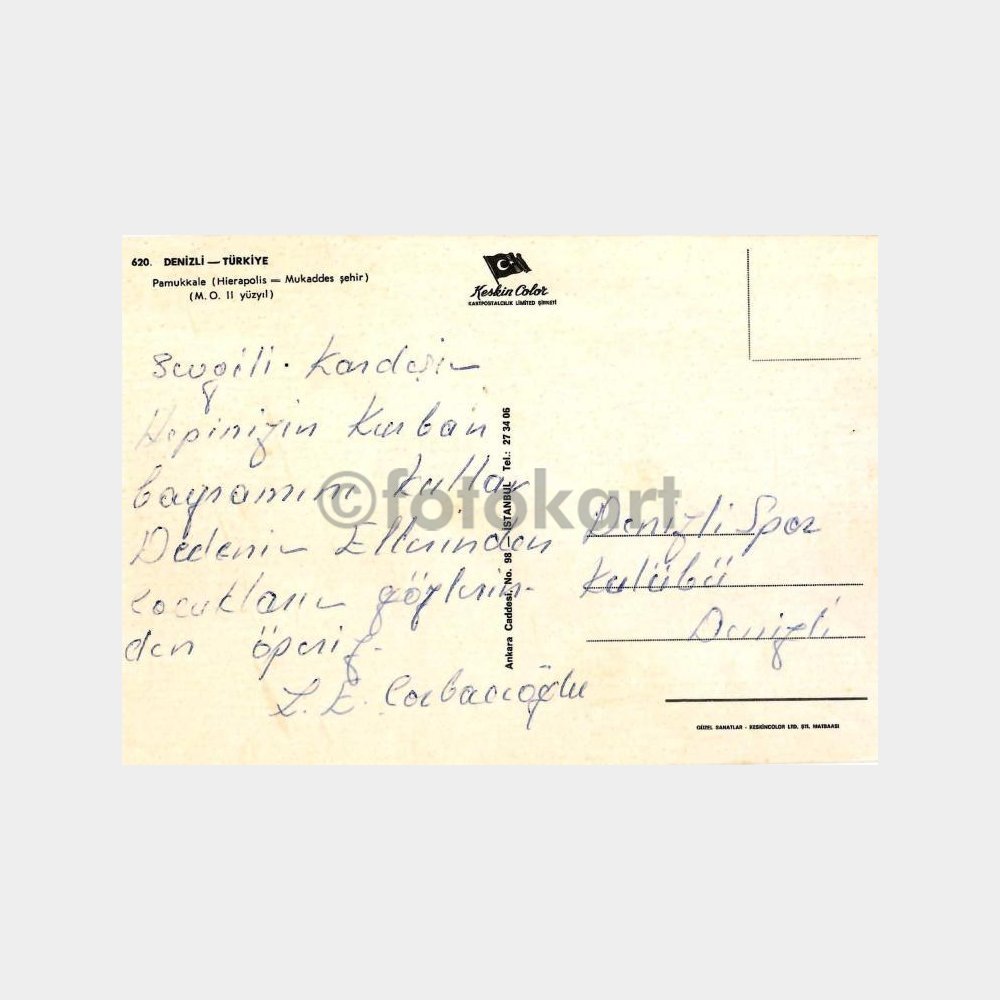 620. DENİZLİ — TÜRKİYE
Pamukkale (Hierapolis = Mukaddes şehir)
(M. O. II yüzyıl)
Keskin Color
KARTPOSTALCILIK LİMİTED ŞİRKETİ
Sevgili. Kardeşim
Hepinizin Kurban
bayramını kutlar
Dedenin Ellerinden
Çocukların gözlerin-
den öperiz.
L. E. Çorbacıoğlu
Ankara Caddesi, No. 98 — İSTANBUL Tel.: 27 34 06
Denizli Spor
Kulübü
Denizli
GÜZEL SANATLAR - KESKİNCOLOR LTD. ŞTİ. MATBAASI
©fotokart